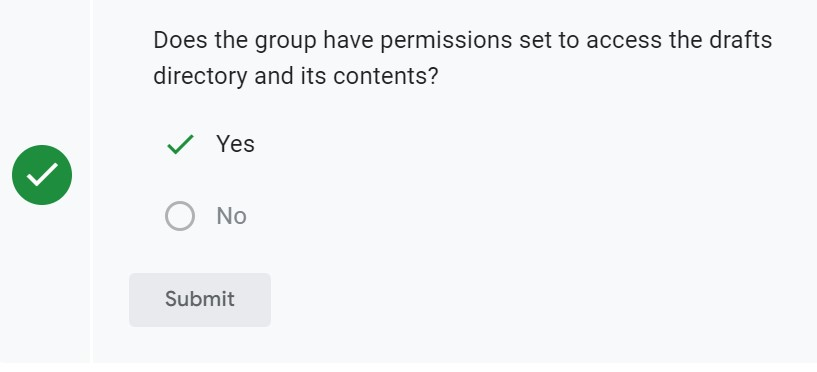 Does the group have permissions set to access the drafts
directory and its contents?
Yes
No
Submit